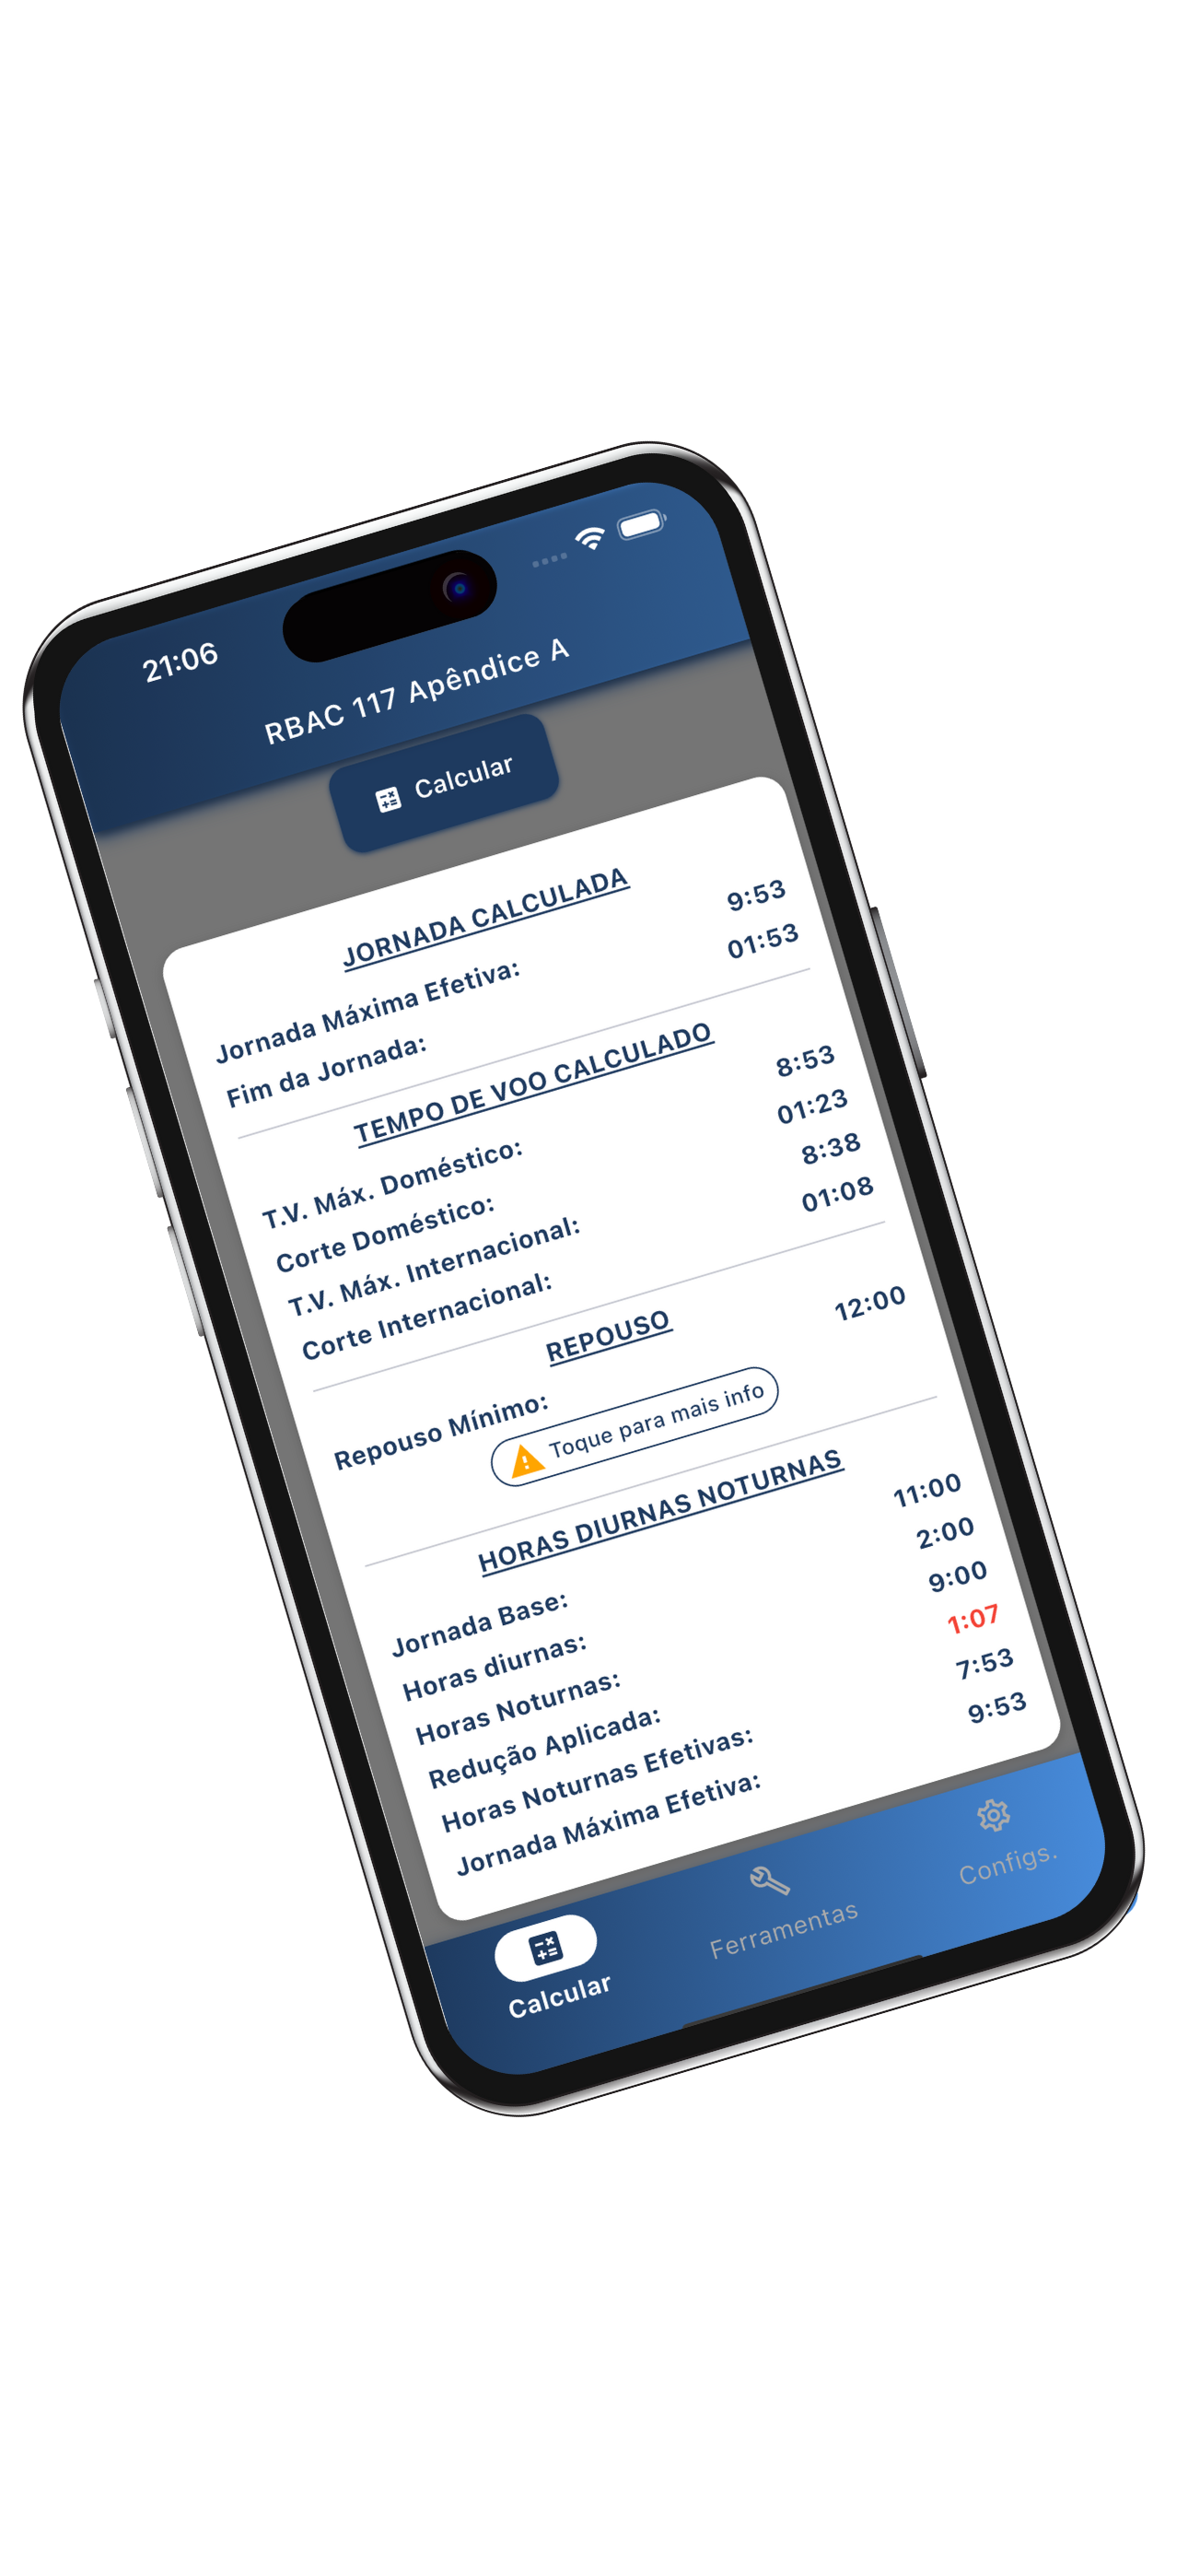 21:06
RBAC 117 Apêndice A
Calcular
JORNADA CALCULADA
Jornada Máxima Efetiva: 9:53
Fim da Jornada: 01:53
TEMPO DE VOO CALCULADO
T.V. Máx. Doméstico: 8:53
Corte Doméstico: 01:23
T.V. Máx. Internacional: 8:38
Corte Internacional: 01:08
REPOUSO
Repouso Mínimo: 12:00
Toque para mais info
HORAS DIURNAS NOTURNAS
Jornada Base: 11:00
Horas diurnas: 2:00
Horas Noturnas: 9:00
Redução Aplicada: 1:07
Horas Noturnas Efetivas: 7:53
Jornada Máxima Efetiva: 9:53
Calcular
Ferramentas
Configs.